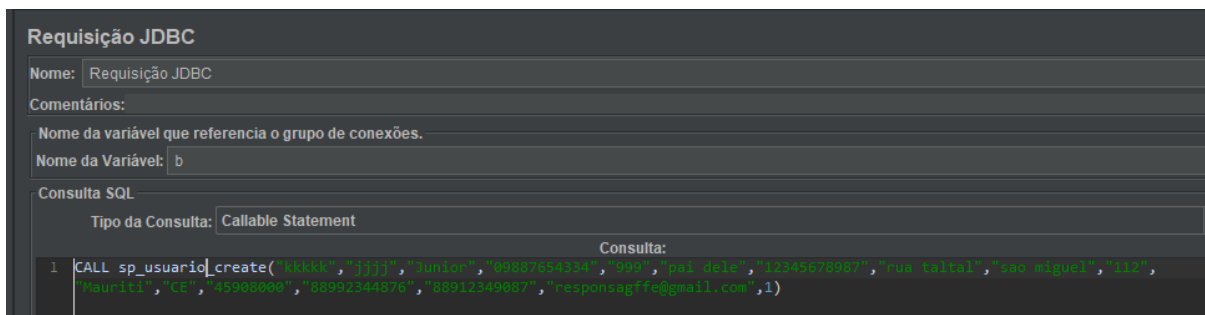 Requisição JDBC
Nome: Requisição JDBC
Comentários:
Nome da variável que referencia o grupo de conexões.
Nome da Variável: b
Consulta SQL
Tipo da Consulta: Callable Statement
Consulta:
1 CALL sp_usuario_create("kkkkk","jjjj","Junior","09887654334","999","pai dele","12345678987","rua taltal","sao miguel","112",
"Mauriti","CE","45908000","88992344876","88912349087","responsagffe@gmail.com",1)